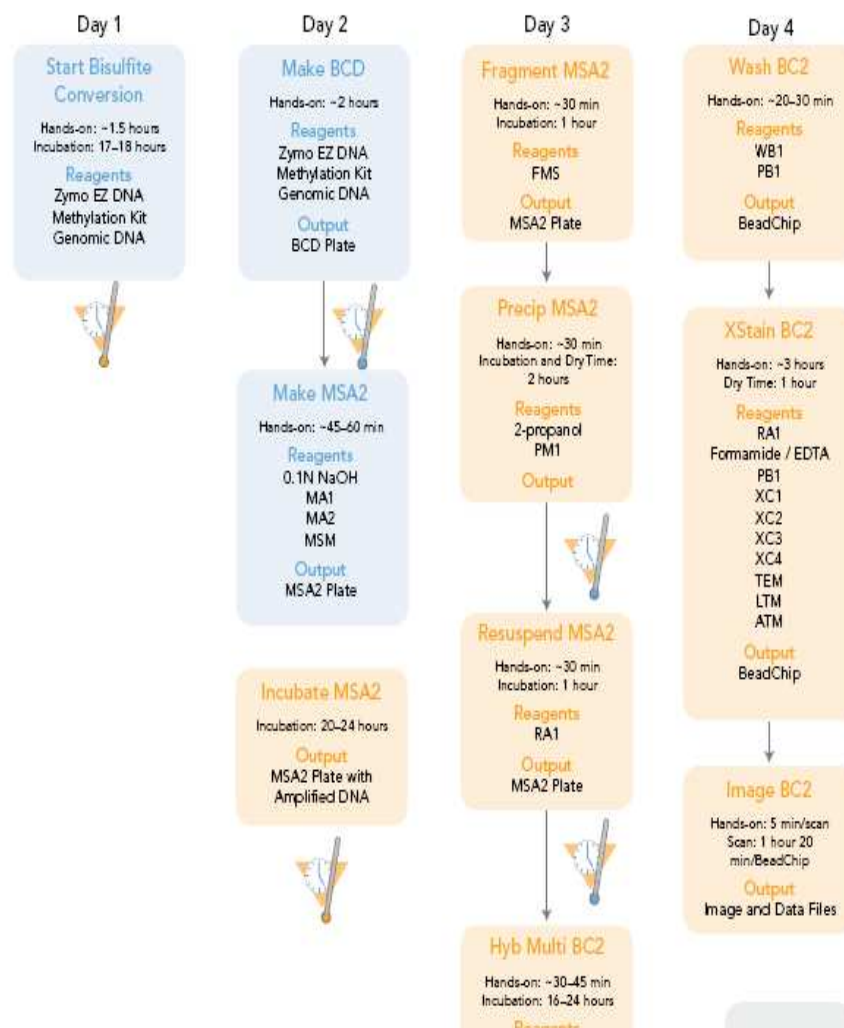 Day 1
Start Bisulfite
Conversion
Hands-on: ~1.5 hours
Incubation: 17–18 hours
Reagents
Zymo EZ DNA
Methylation Kit
Genomic DNA
Day 2
Make BCD
Hands-on: ~2 hours
Reagents
Zymo EZ DNA
Methylation Kit
Genomic DNA
Output
BCD Plate
Make MSA2
Hands-on: ~45–60 min
Reagents
0.1N NaOH
MA1
MA2
MSM
Output
MSA2 Plate
Incubate MSA2
Incubation: 20–24 hours
Output
MSA2 Plate with
Amplified DNA
Day 3
Fragment MSA2
Hands-on: ~30 min
Incubation: 1 hour
Reagents
FMS
Output
MSA2 Plate
Precip MSA2
Hands-on: ~30 min
Incubation and Dry Time:
2 hours
Reagents
2-propanol
PM1
Output
Resuspend MSA2
Hands-on: ~30 min
Incubation: 1 hour
Reagents
RA1
Output
MSA2 Plate
Hyb Multi BC2
Hands-on: ~30–45 min
Incubation: 16–24 hours
Reagents
Day 4
Wash BC2
Hands-on: ~20–30 min
Reagents
WB1
PB1
Output
BeadChip
XStain BC2
Hands-on: ~3 hours
Dry Time: 1 hour
Reagents
RA1
Formamide / EDTA
PB1
XC1
XC2
XC3
XC4
TEM
LTM
ATM
Output
BeadChip
Image BC2
Hands-on: 5 min/scan
Scan: 1 hour 20
min/BeadChip
Output
Image and Data Files